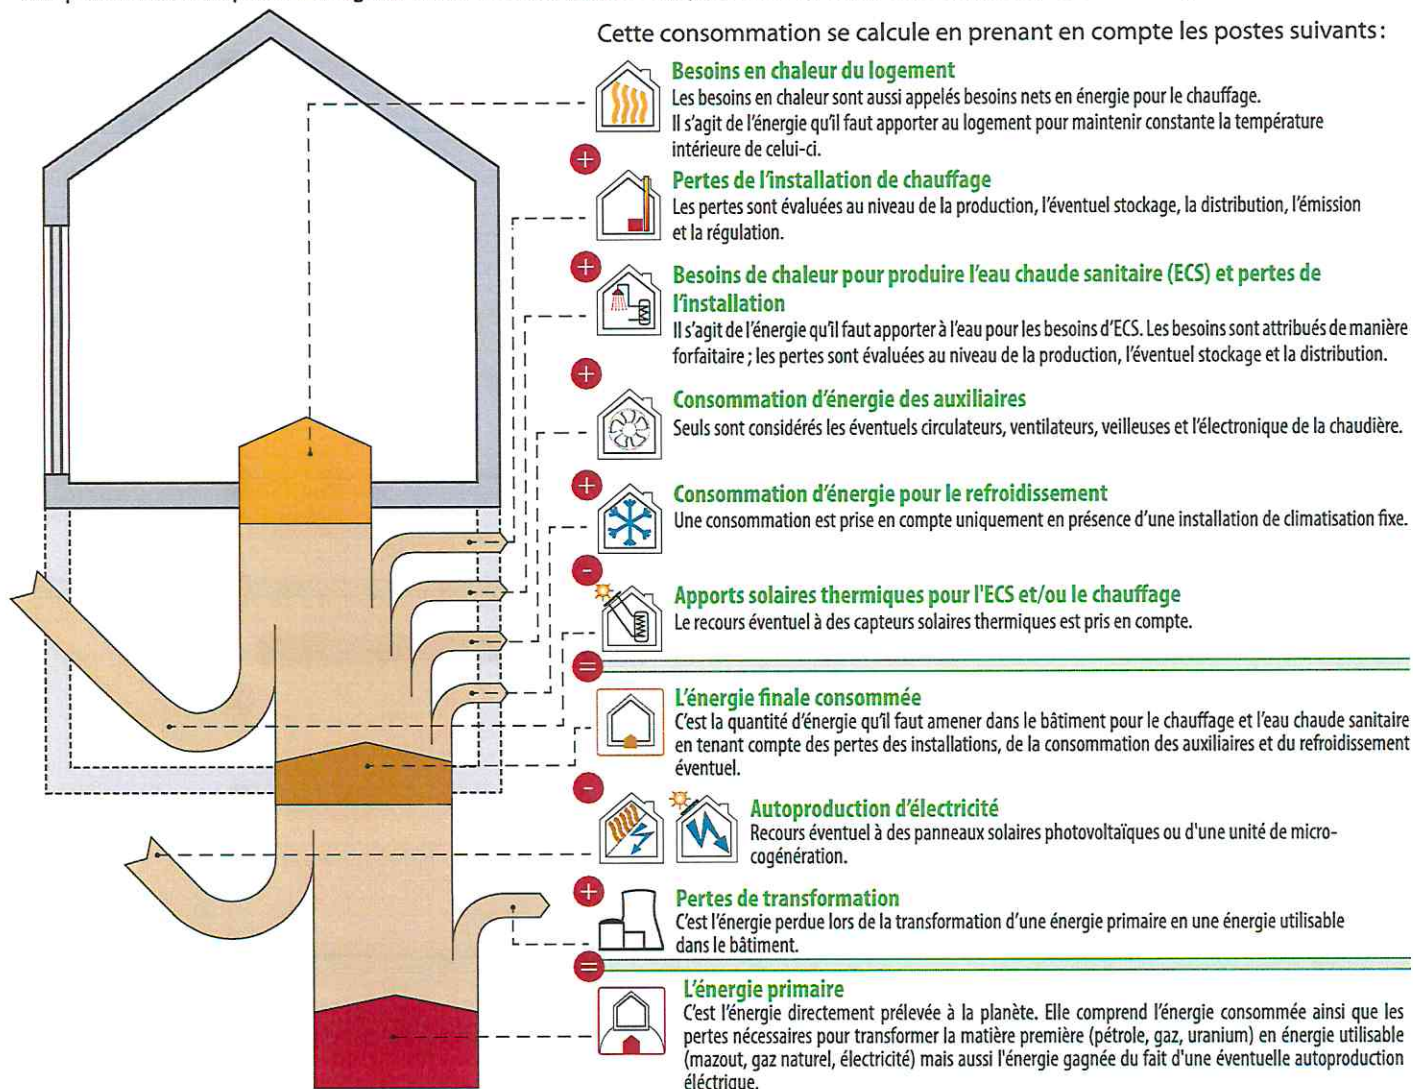 Cette consommation se calcule en prenant en compte les postes suivants :
Besoins en chaleur du logement
Les besoins en chaleur sont aussi appelés besoins nets en énergie pour le chauffage.
Il s'agit de l'énergie qu'il faut apporter au logement pour maintenir constante la température
intérieure de celui-ci.
+
Pertes de l'installation de chauffage
Les pertes sont évaluées au niveau de la production, l'éventuel stockage, la distribution, l'émission
et la régulation.
+
Besoins de chaleur pour produire l'eau chaude sanitaire (ECS) et pertes de
l'installation
Il s'agit de l'énergie qu'il faut apporter à l'eau pour les besoins d'ECS. Les besoins sont attribués de manière
forfaitaire ; les pertes sont évaluées au niveau de la production, l'éventuel stockage et la distribution.
+
Consommation d'énergie des auxiliaires
Seuls sont considérés les éventuels circulateurs, ventilateurs, veilleuses et l'électronique de la chaudière.
+
Consommation d'énergie pour le refroidissement
Une consommation est prise en compte uniquement en présence d'une installation de climatisation fixe.
-
Apports solaires thermiques pour l'ECS et/ou le chauffage
Le recours éventuel à des capteurs solaires thermiques est pris en compte.
=
L'énergie finale consommée
C'est la quantité d'énergie qu'il faut amener dans le bâtiment pour le chauffage et l'eau chaude sanitaire
en tenant compte des pertes des installations, de la consommation des auxiliaires et du refroidissement
éventuel.
-
Autoproduction d'électricité
Recours éventuel à des panneaux solaires photovoltaïques ou d'une unité de micro-
cogénération.
+
Pertes de transformation
C'est l'énergie perdue lors de la transformation d'une énergie primaire en une énergie utilisable
dans le bâtiment.
=
L'énergie primaire
C'est l'énergie directement prélevée à la planète. Elle comprend l'énergie consommée ainsi que les
pertes nécessaires pour transformer la matière première (pétrole, gaz, uranium) en énergie utilisable
(mazout, gaz naturel, électricité) mais aussi l'énergie gagnée du fait d'une éventuelle autoproduction
éléctrique.